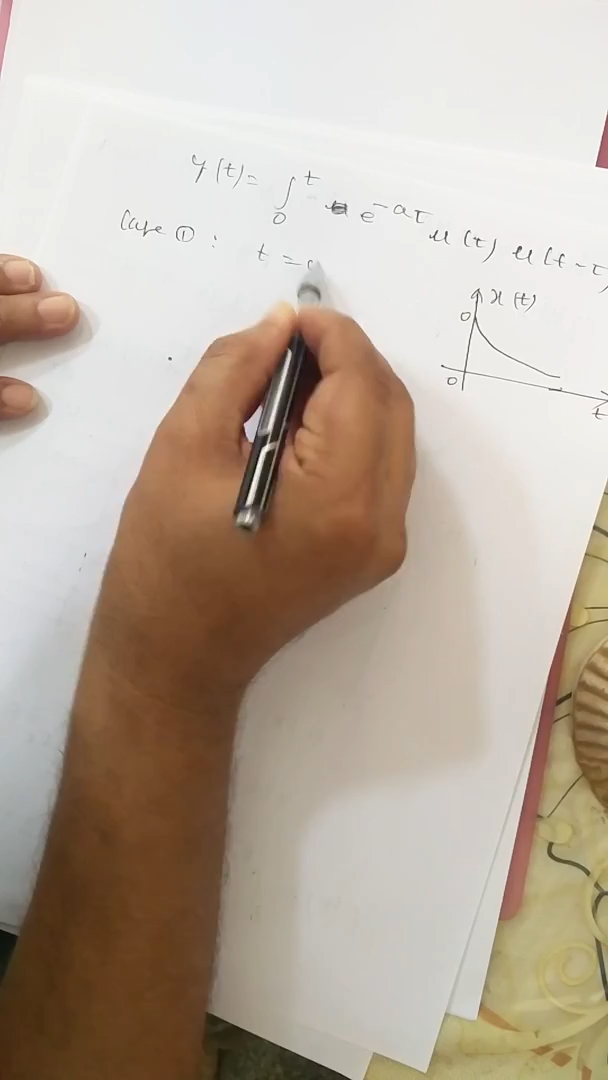 y(t) = ∫₀ᵗ e^{-aτ} u(τ) u(t-τ)
Case ① : t =
x(t)
0
0
t